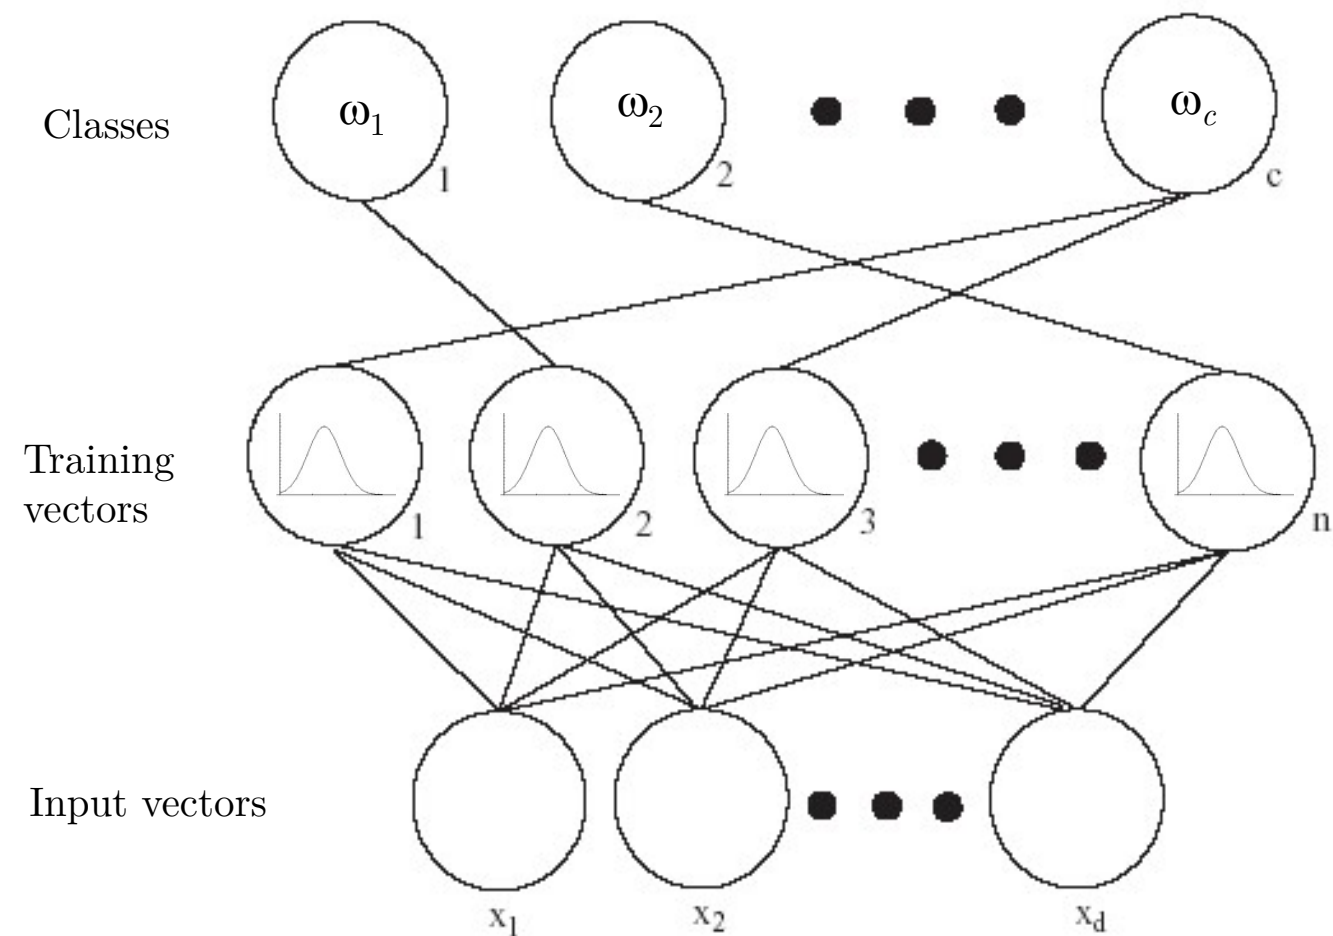 Classes
ω1
ω2
ωc
1
2
c
Training
vectors
1
2
3
n
Input vectors
x1
x2
xd